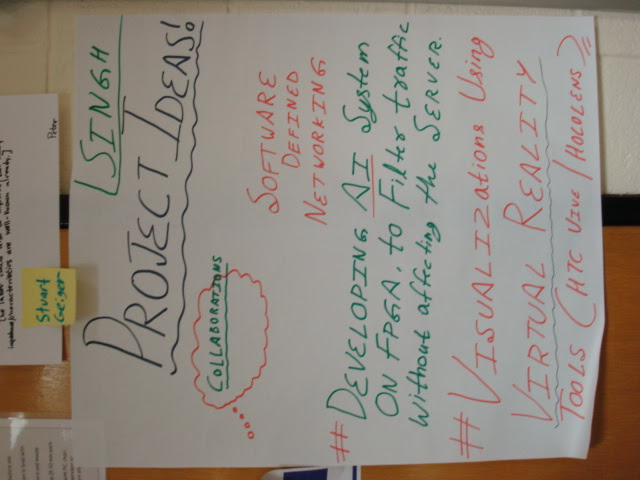 impedance/characteristics are well-known already.]
Peter
Stuart
Geiger
SINGH
PROJECT IDEAS!
COLLABORATIONS
SOFTWARE
DEFINED
NETWORKING
# DEVELOPING AI System
ON FPGA. to Filter traffic
Without affecting the SERVER.
# VISUALIZations Using
VIRTUAL REALITY
TOOLS (HTC VIVE / HOLOLENS)